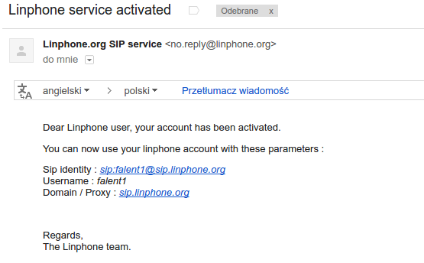 Linphone service activated
Odebrane x
Linphone.org SIP service <no.reply@linphone.org>
do mnie
angielski > polski Przetłumacz wiadomość
Dear Linphone user, your account has been activated.
You can now use your linphone account with these parameters :
Sip identity : sip:falent1@sip.linphone.org
Username : falent1
Domain / Proxy : sip.linphone.org
Regards,
The Linphone team.